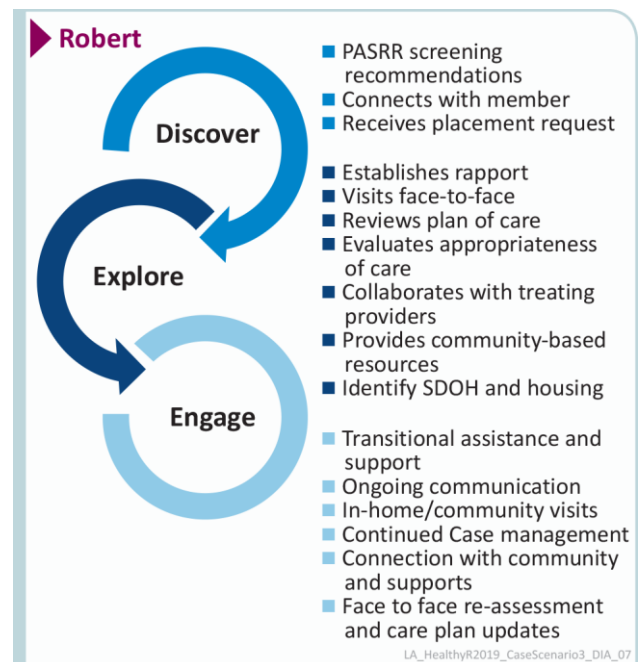 Robert
Discover
PASRR screening
recommendations
Connects with member
Receives placement request
Explore
Establishes rapport
Visits face-to-face
Reviews plan of care
Evaluates appropriateness
of care
Collaborates with treating
providers
Provides community-based
resources
Identify SDOH and housing
Engage
Transitional assistance and
support
Ongoing communication
In-home/community visits
Continued Case management
Connection with community
and supports
Face to face re-assessment
and care plan updates
LA_HealthyR2019_CaseScenario3_DIA_07